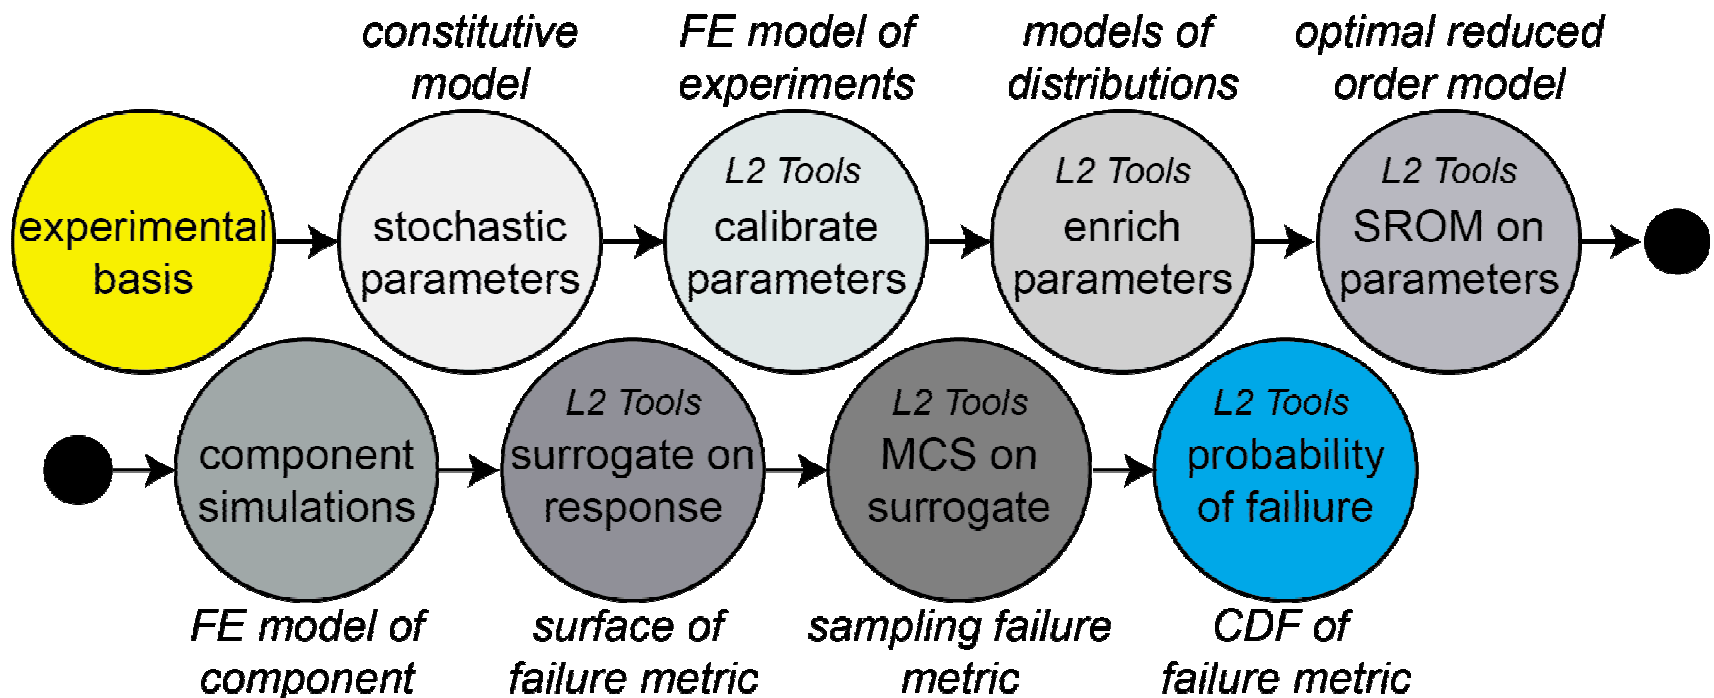 constitutive
model
FE model of
experiments
models of
distributions
optimal reduced
order model
experimental
basis
stochastic
parameters
L2 Tools
calibrate
parameters
L2 Tools
enrich
parameters
L2 Tools
SROM on
parameters
component
simulations
L2 Tools
surrogate on
response
L2 Tools
MCS on
surrogate
L2 Tools
probability
of failiure
FE model of
component
surface of
failure metric
sampling failure
metric
CDF of
failure metric